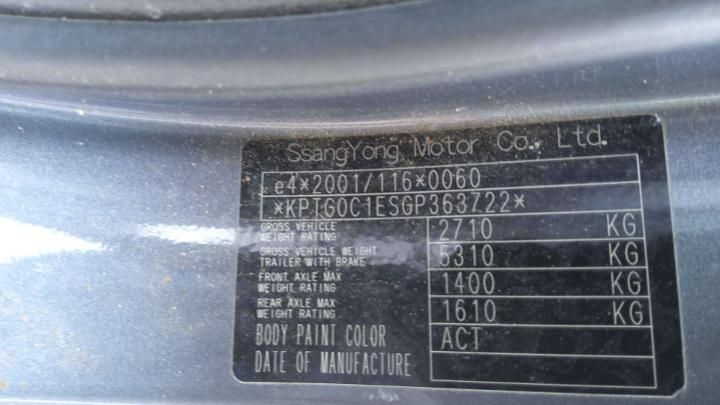 SsangYong Motor Co., Ltd.
e4*2001/116*0060
*KPTG0C1ESGP363722*
GROSS VEHICLE
WEIGHT RATING 2710 KG
GROSS VEHICLE WEIGHT
TRAILER WITH BRAKE 5310 KG
FRONT AXLE MAX
WEIGHT RATING 1400 KG
REAR AXLE MAX
WEIGHT RATING 1610 KG
BODY PAINT COLOR ACT
DATE OF MANUFACTURE